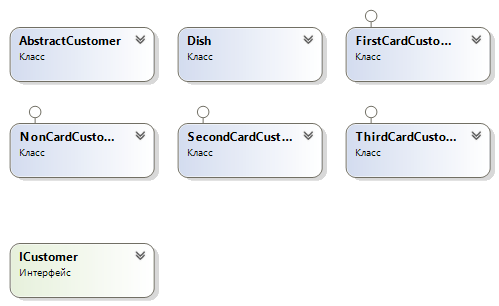 AbstractCustomer
Класс
Dish
Класс
FirstCardCusto...
Класс
NonCardCusto...
Класс
SecondCardCust...
Класс
ThirdCardCusto...
Класс
ICustomer
Интерфейс